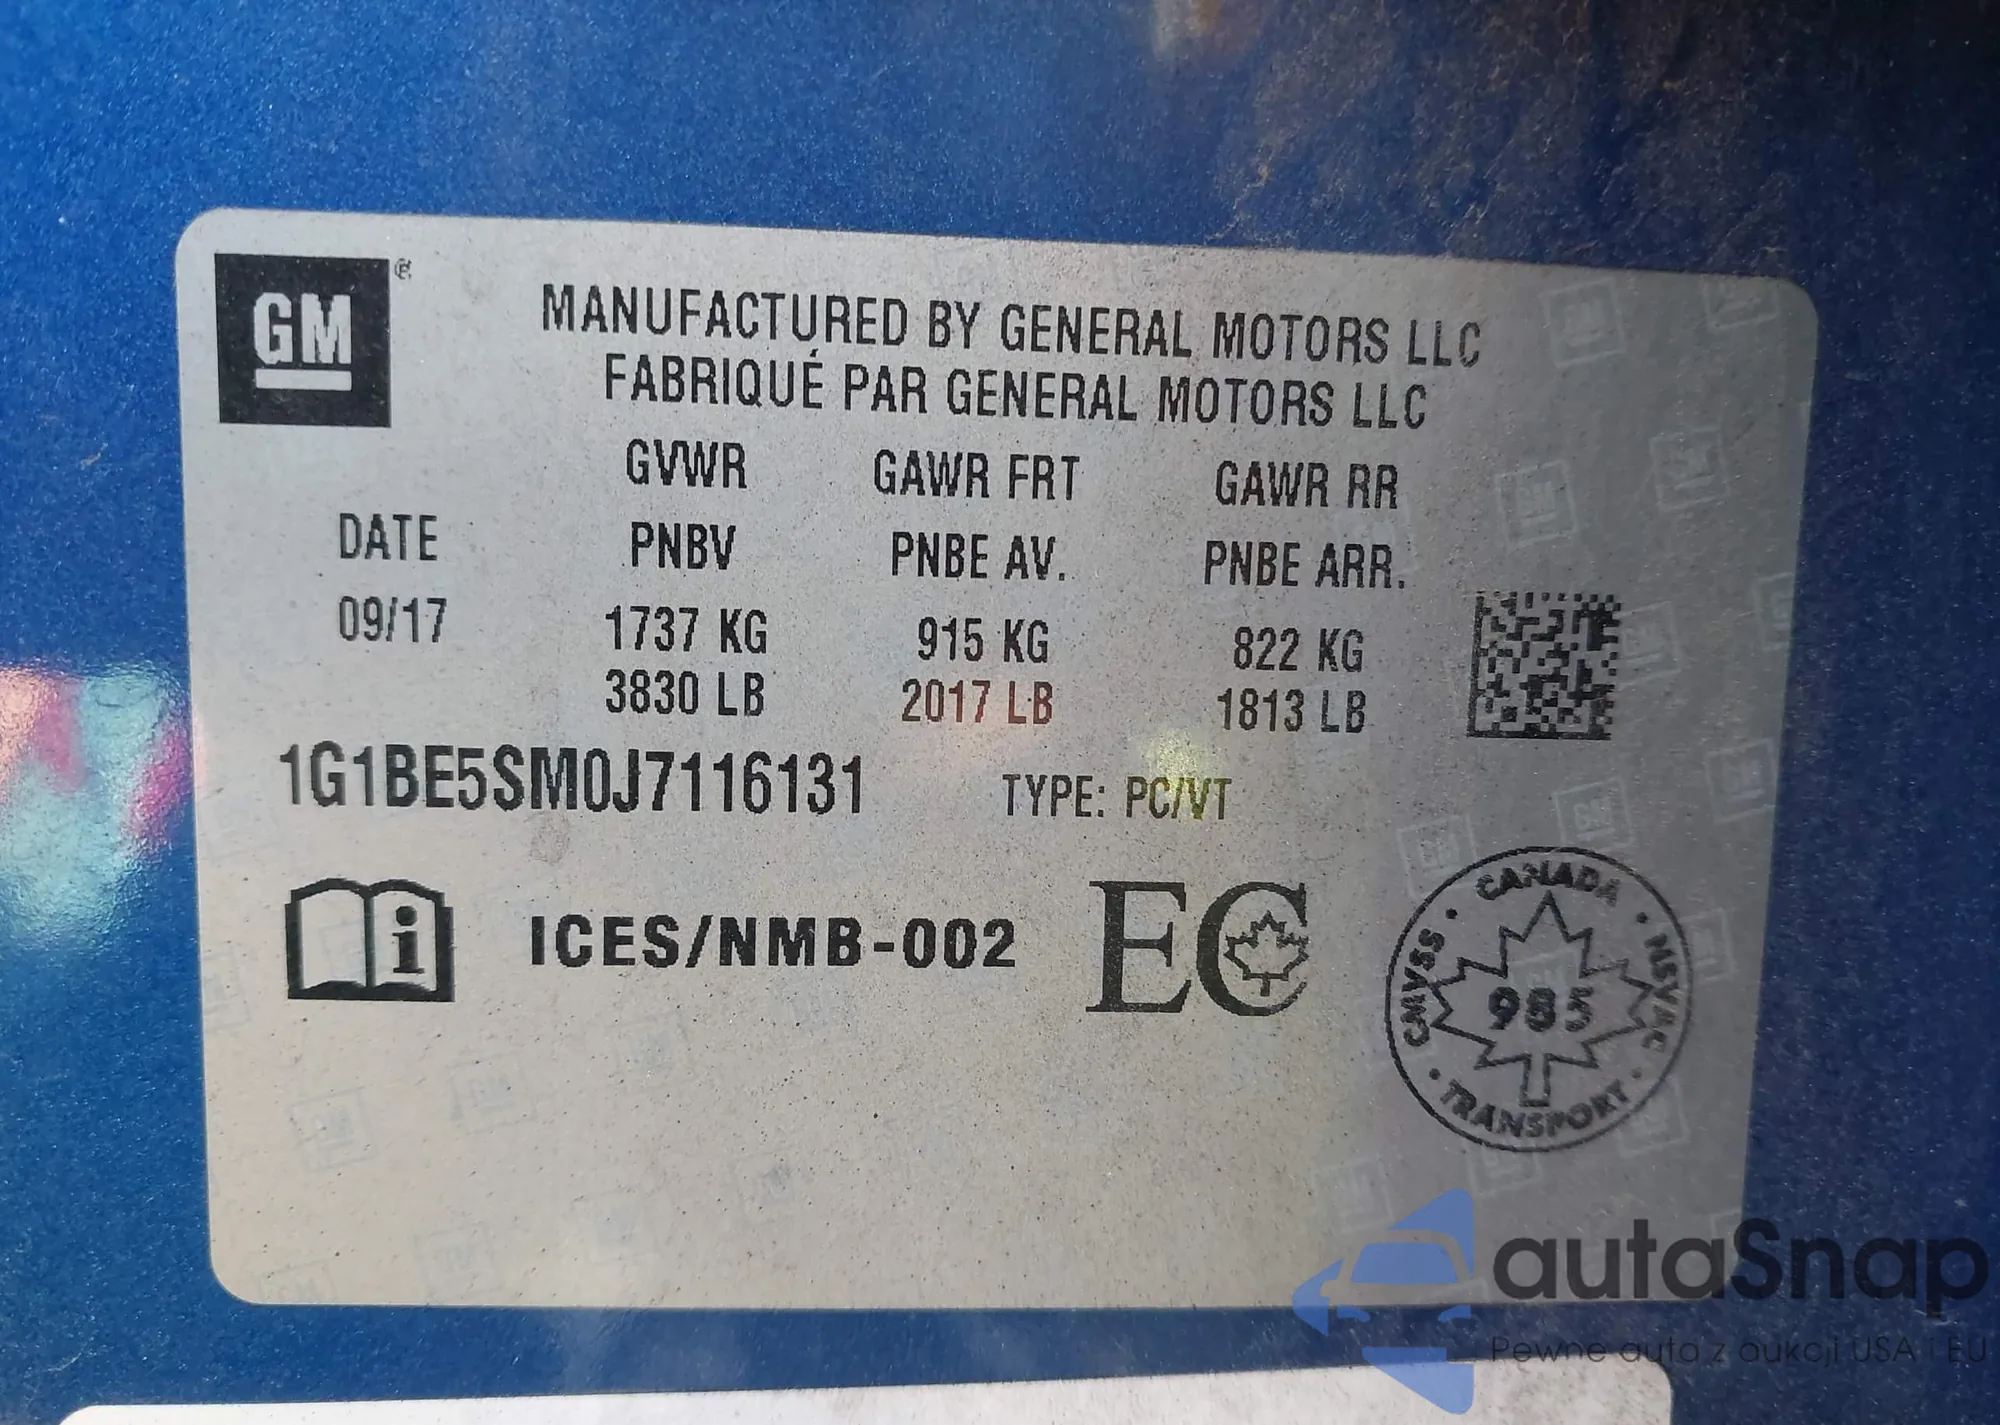 GM®
MANUFACTURED BY GENERAL MOTORS LLC
FABRIQUÉ PAR GENERAL MOTORS LLC
GVWR GAWR FRT GAWR RR
DATE PNBV PNBE AV. PNBE ARR.
09/17 1737 KG 915 KG 822 KG
3830 LB 2017 LB 1813 LB
1G1BE5SM0J7116131 TYPE: PC/VT
i ICES/NMB-002 EC
CANADA
CMVSS 985 NSVAC
TRANSPORT
autaSnap
Pewne auta z aukcji USA i EU